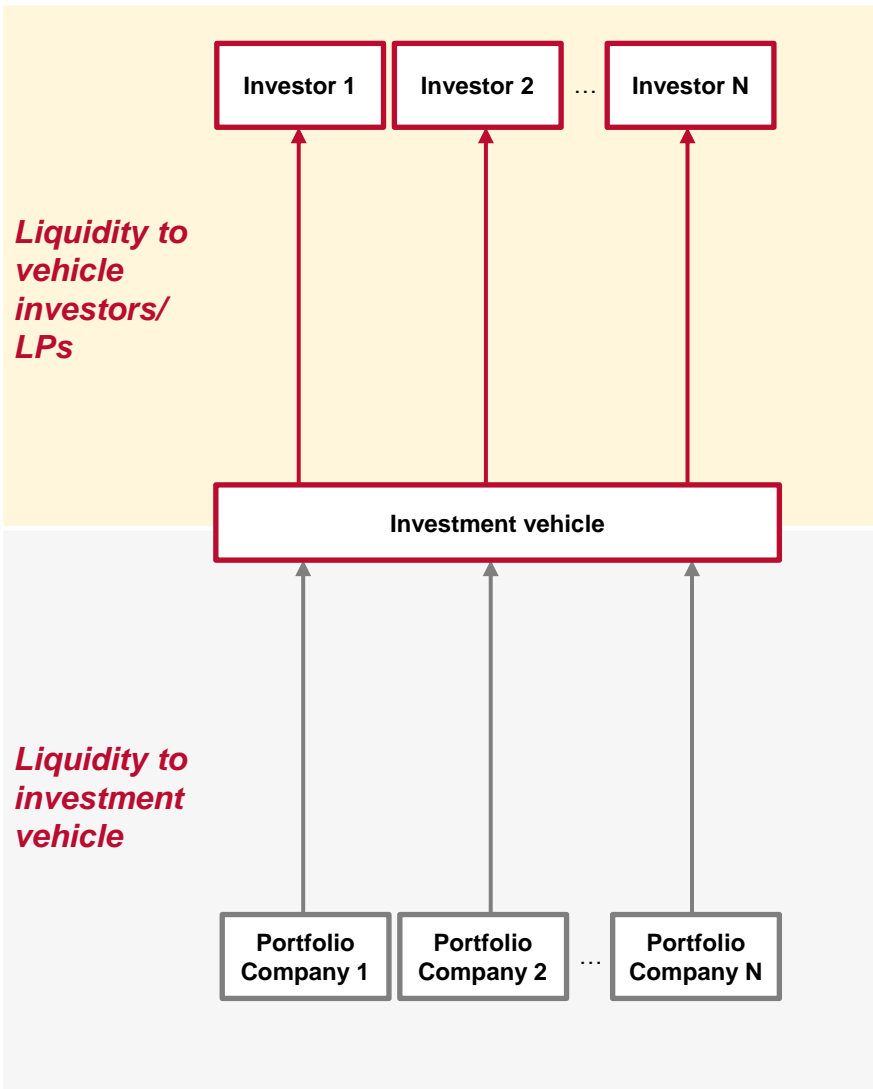 Investor 1
Investor 2
...
Investor N
Liquidity to
vehicle
investors/
LPs
Investment vehicle
Liquidity to
investment
vehicle
Portfolio
Company 1
Portfolio
Company 2
...
Portfolio
Company N